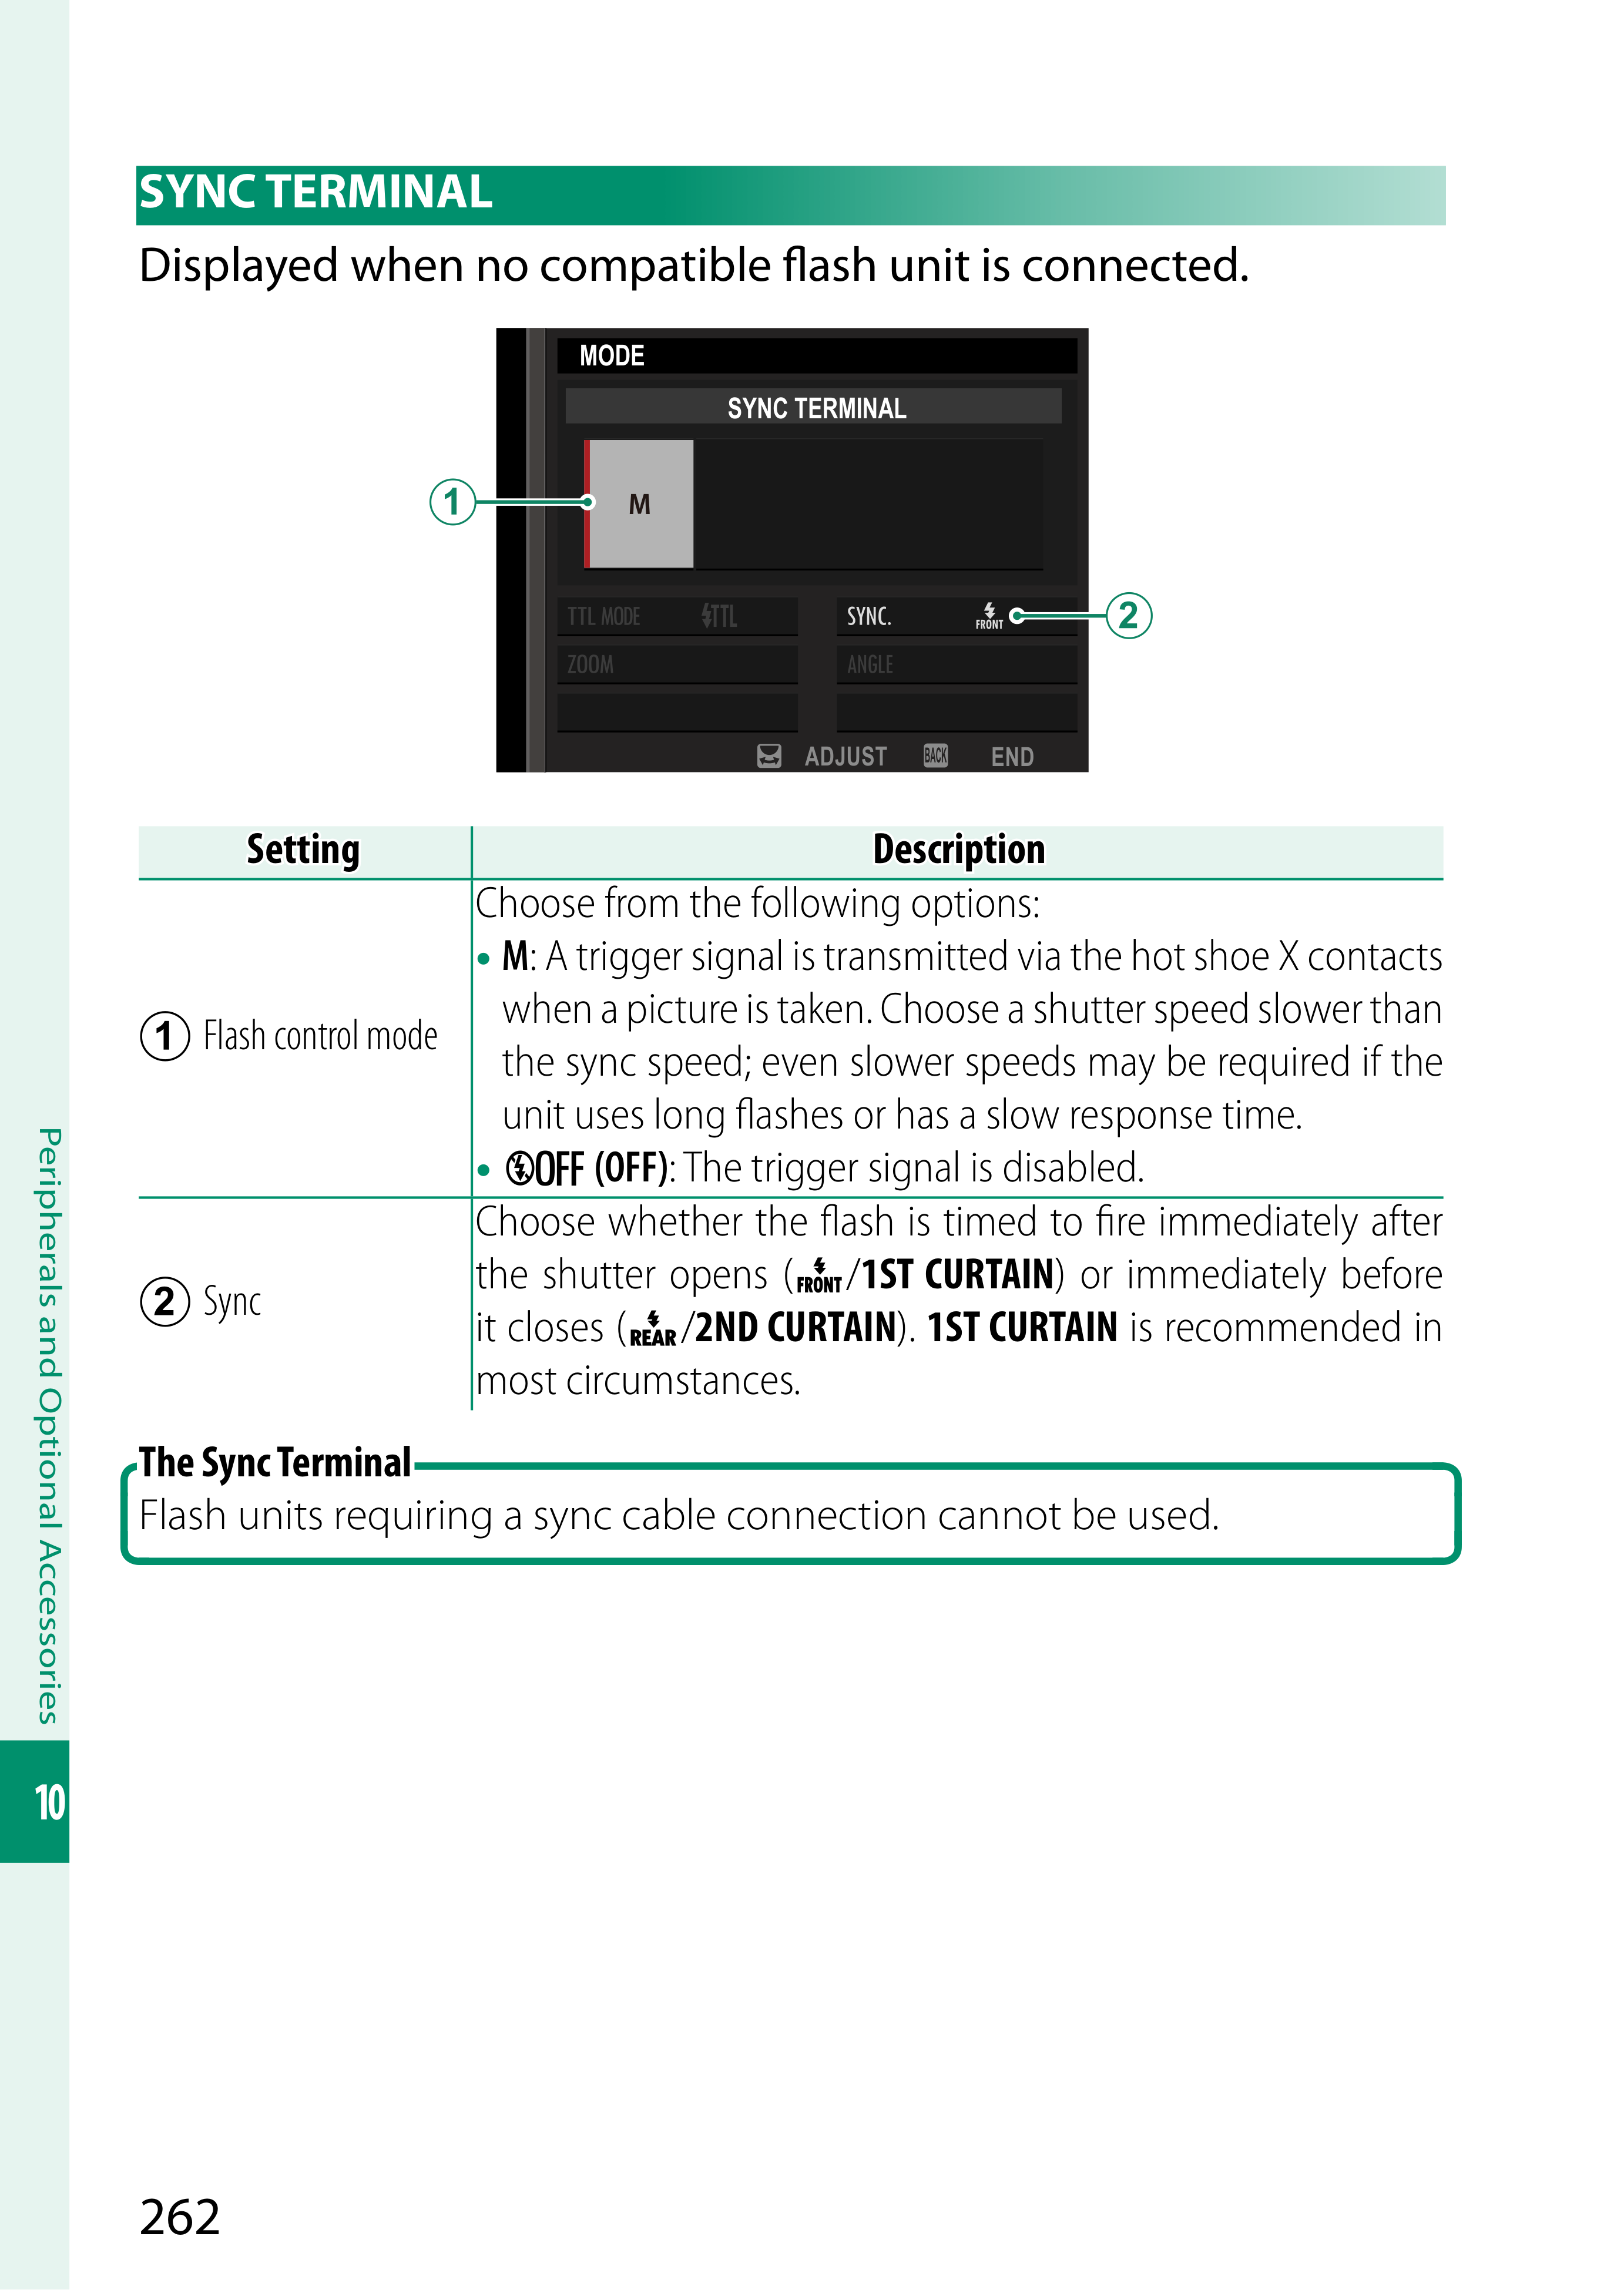 SYNC TERMINAL
Displayed when no compatible flash unit is connected.
MODE
SYNC TERMINAL
1
M
TTL MODE TTL
SYNC. FRONT
2
ZOOM
ANGLE
ADJUST BACK END
Setting
Description
1 Flash control mode
Choose from the following options:
• M: A trigger signal is transmitted via the hot shoe X contacts
when a picture is taken. Choose a shutter speed slower than
the sync speed; even slower speeds may be required if the
unit uses long flashes or has a slow response time.
• OFF (OFF): The trigger signal is disabled.
2 Sync
Choose whether the flash is timed to fire immediately after
the shutter opens (FRONT/1ST CURTAIN) or immediately before
it closes (REAR/2ND CURTAIN). 1ST CURTAIN is recommended in
most circumstances.
The Sync Terminal
Flash units requiring a sync cable connection cannot be used.
Peripherals and Optional Accessories
10
262